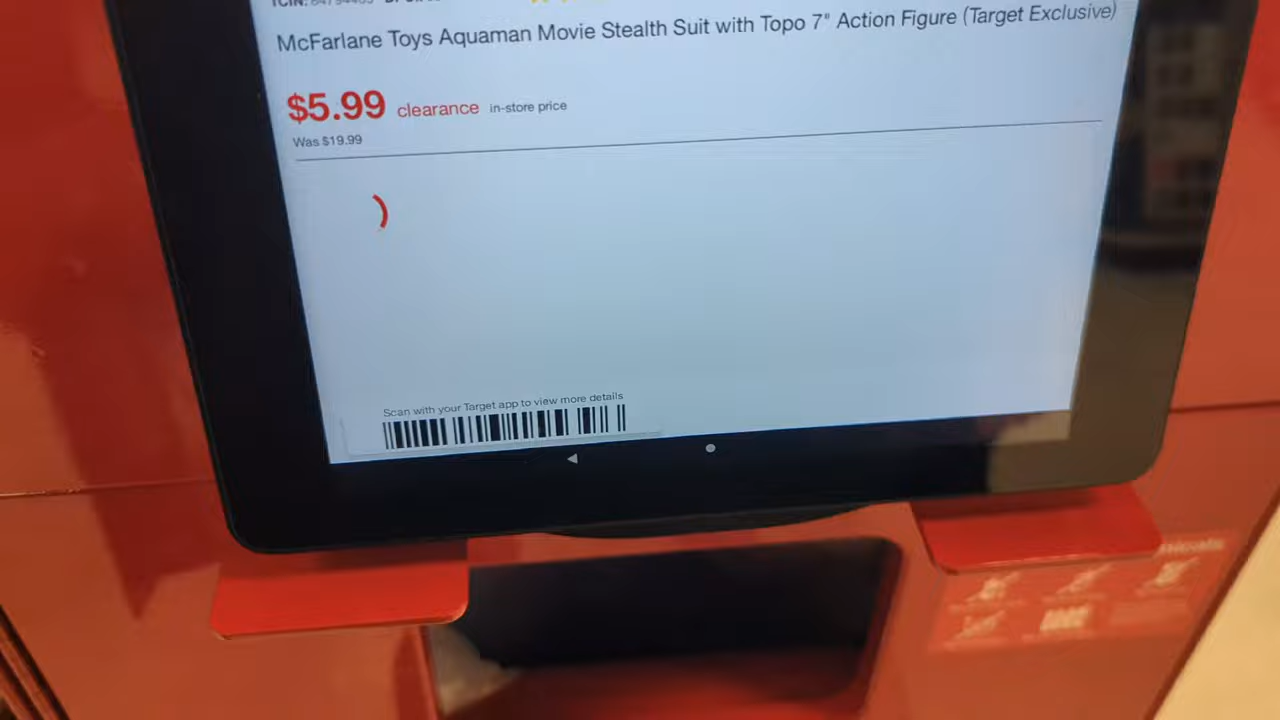 TCIN:
McFarlane Toys Aquaman Movie Stealth Suit with Topo 7" Action Figure (Target Exclusive)
$5.99 clearance in-store price
Was $19.99
Scan with your Target app to view more details